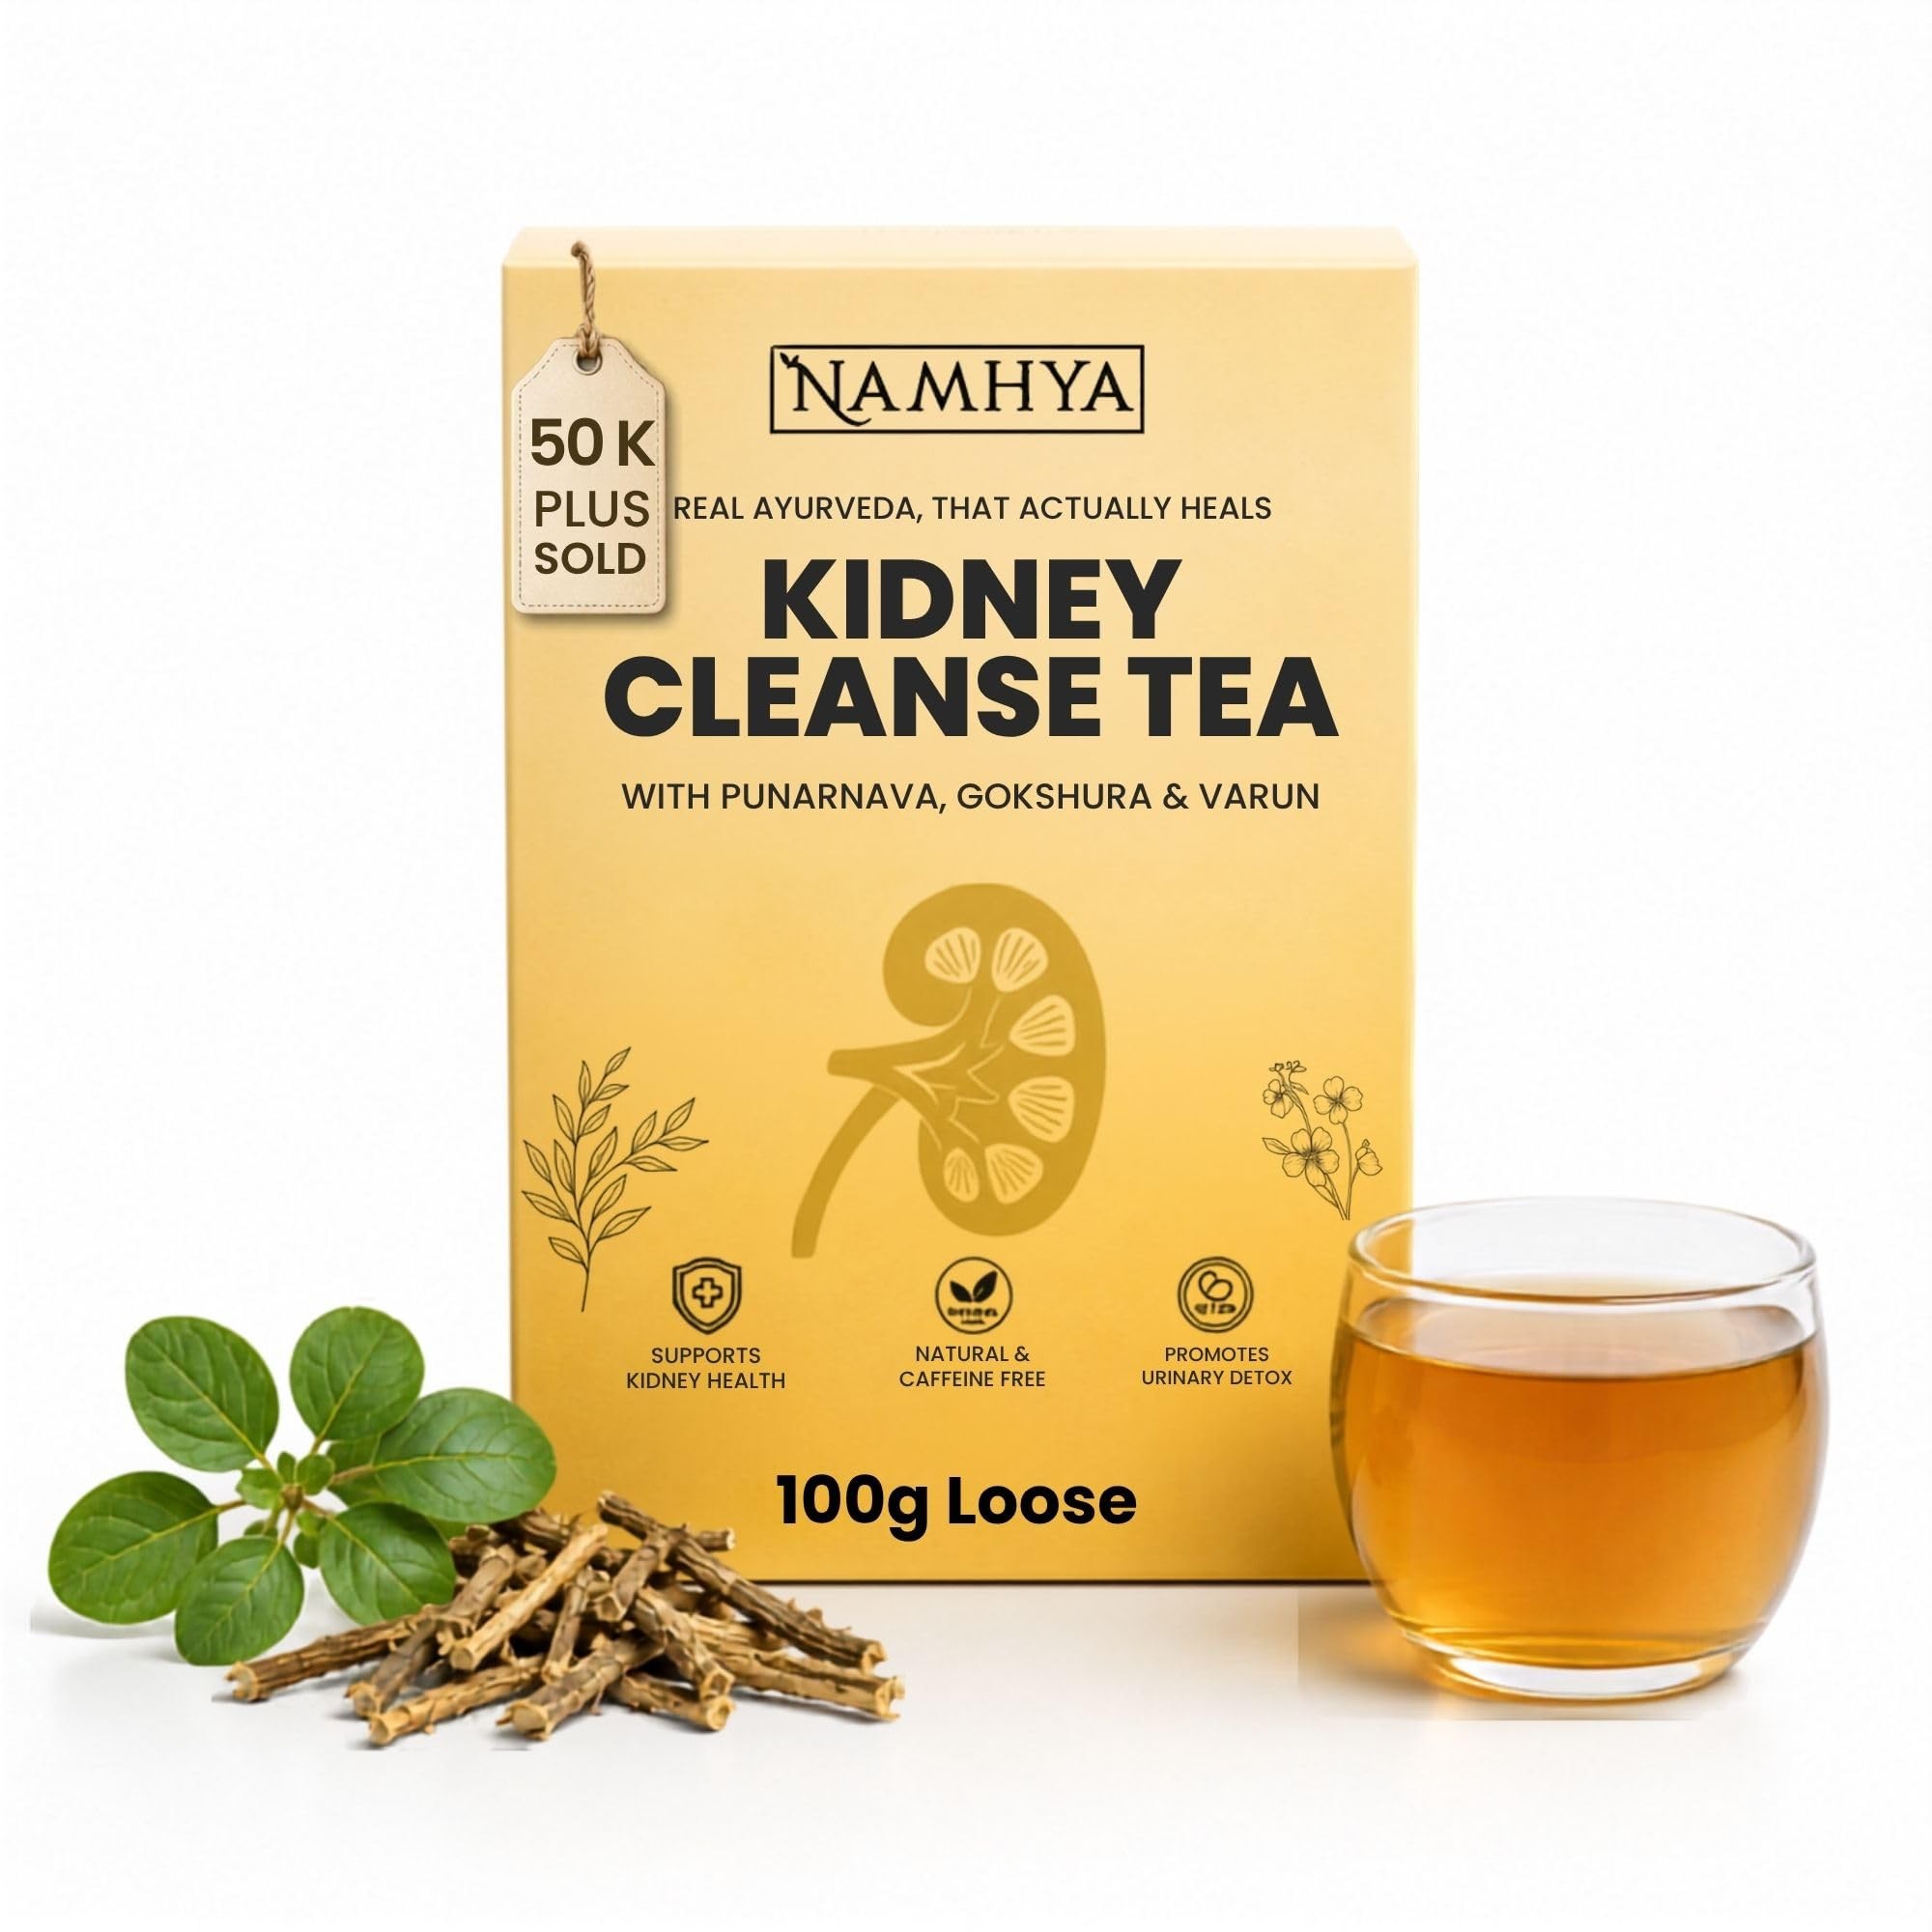 NAMHYA
50 K
PLUS
SOLD
REAL AYURVEDA, THAT ACTUALLY HEALS
KIDNEY
CLEANSE TEA
WITH PUNARNAVA, GOKSHURA & VARUN
SUPPORTS
KIDNEY HEALTH
NATURAL &
CAFFEINE FREE
PROMOTES
URINARY DETOX
100g Loose